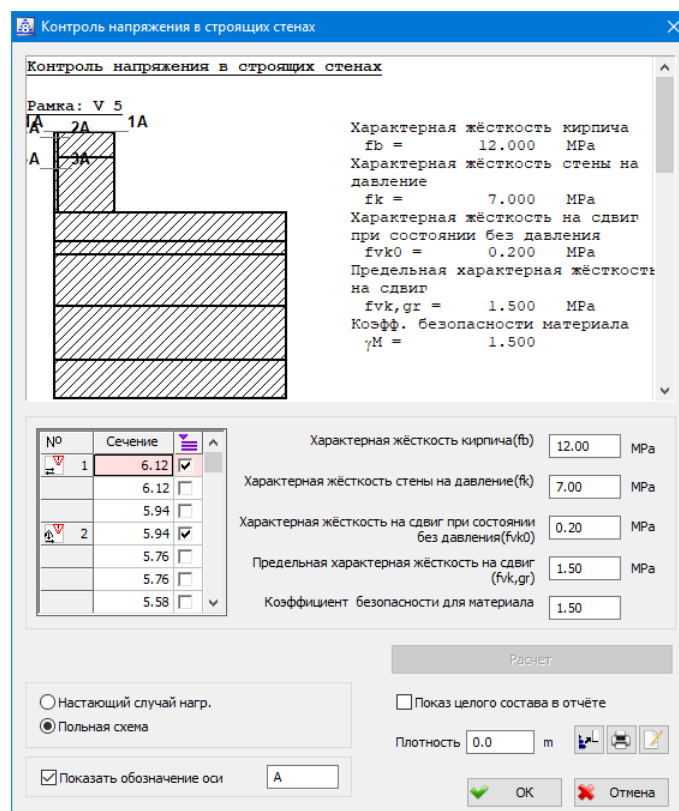 Контроль напряжения в строящих стенах
Контроль напряжения в строящих стенах
Рамка: V 5
1A
A 2A
1A
A 3A
Характерная жёсткость кирпича
fb = 12.000 MPa
Характерная жёсткость стены на
давление
fk = 7.000 MPa
Характерная жёсткость на сдвиг
при состоянии без давления
fvk0 = 0.200 MPa
Предельная характерная жёсткость
на сдвиг
fvk,gr = 1.500 MPa
Коэфф. безопасности материала
γM = 1.500
Nº Сечение
1 6.12
6.12
5.94
2 5.94
5.76
5.76
5.58
Характерная жёсткость кирпича(fb) 12.00 MPa
Характерная жёсткость стены на давление(fk) 7.00 MPa
Характерная жёсткость на сдвиг при состоянии
без давления(fvk0) 0.20 MPa
Предельная характерная жёсткость на сдвиг
(fvk,gr) 1.50 MPa
Коэффициент безопасности для материала 1.50
Расчет
Настающий случай нагр.
Польная схема
Показ целого состава в отчёте
Плотность 0.0 m
Показать обозначение оси A
OK
Отмена